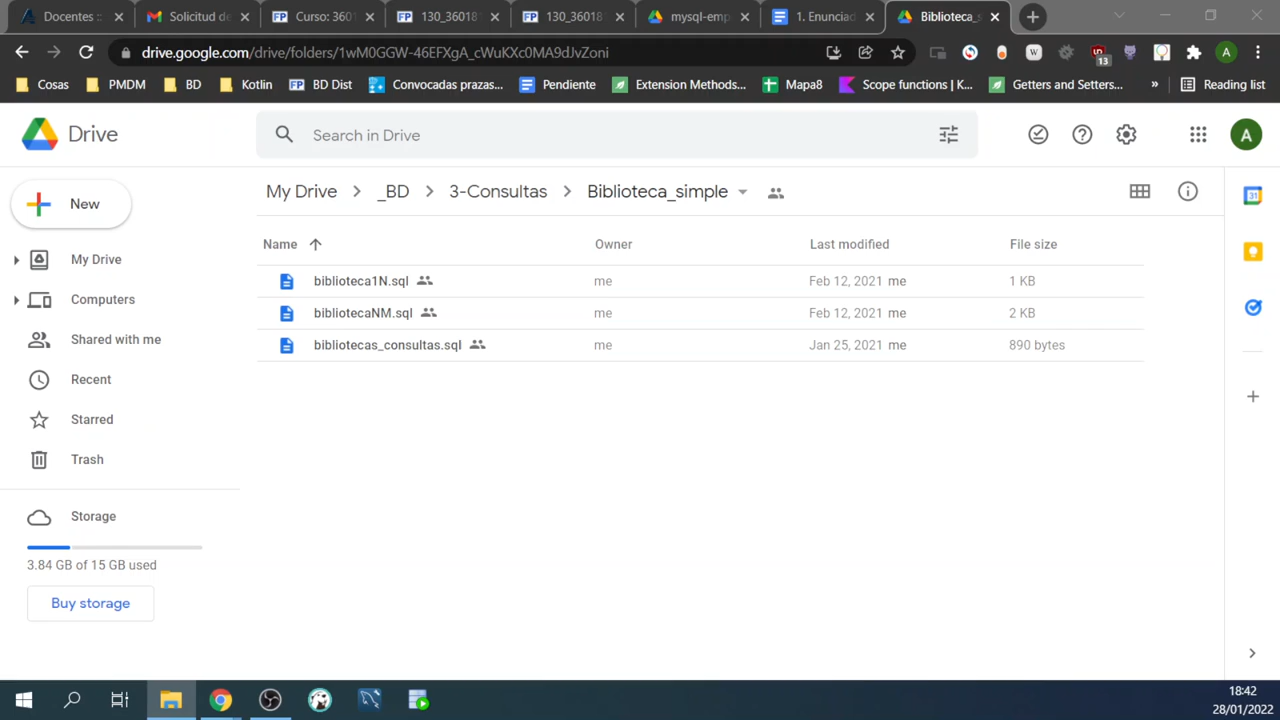 Docentes ::
Solicitud de
Curso: 3601
130_36018
130_36018
mysql-emp
1. Enunciad
Biblioteca_s
drive.google.com/drive/folders/1wM0GGW-46EFXgA_cWuKXc0MA9dJvZoni
13
A
Cosas
PMDM
BD
Kotlin
BD Dist
Convocadas prazas...
Pendiente
Extension Methods...
Mapa8
Scope functions | K...
Getters and Setters...
»
Reading list
Drive
Search in Drive
A
New
My Drive
_BD
3-Consultas
Biblioteca_simple
31
Name
Owner
Last modified
File size
My Drive
biblioteca1N.sql
me
Feb 12, 2021 me
1 KB
Computers
bibliotecaNM.sql
me
Feb 12, 2021 me
2 KB
Shared with me
bibliotecas_consultas.sql
me
Jan 25, 2021 me
890 bytes
Recent
Starred
Trash
Storage
3.84 GB of 15 GB used
Buy storage
18:42
28/01/2022